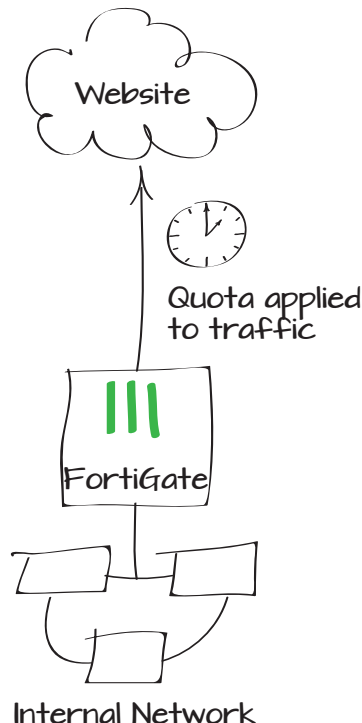 Website
Quota applied
to traffic
FortiGate
Internal Network